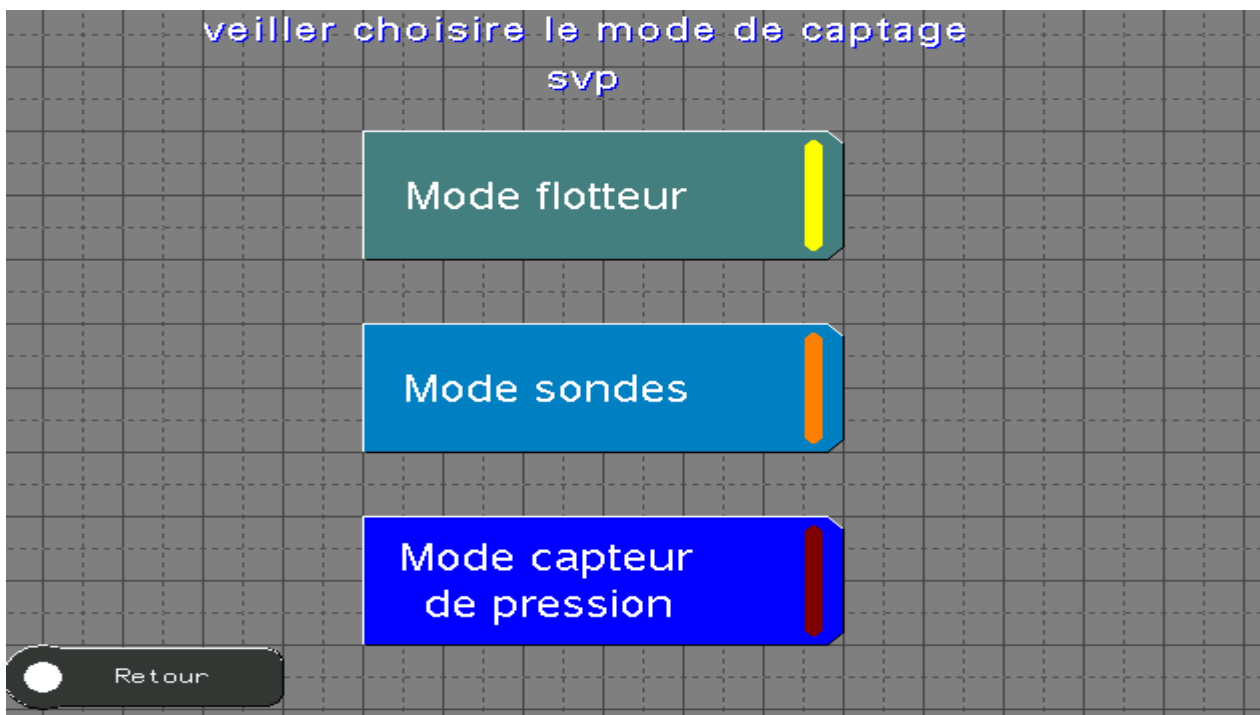 veiller choisire le mode de captage
svp
Mode flotteur
Mode sondes
Mode capteur
de pression
Retour